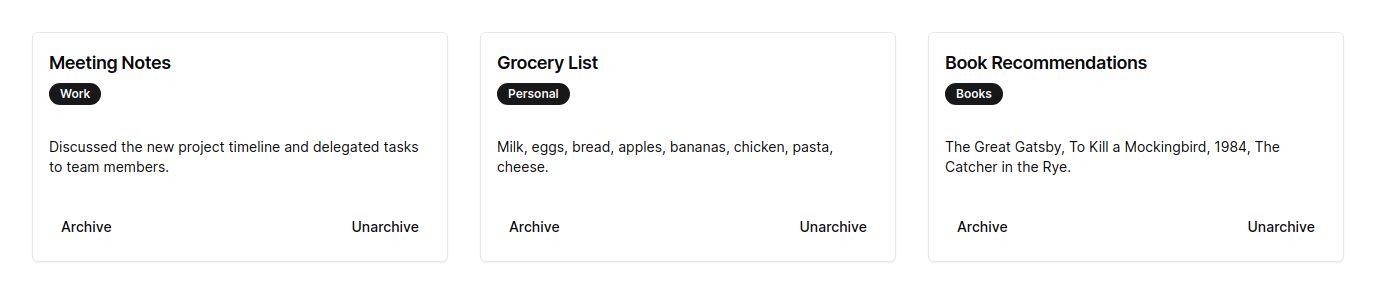 Meeting Notes
Work
Discussed the new project timeline and delegated tasks
to team members.
Archive
Unarchive
Grocery List
Personal
Milk, eggs, bread, apples, bananas, chicken, pasta,
cheese.
Archive
Unarchive
Book Recommendations
Books
The Great Gatsby, To Kill a Mockingbird, 1984, The
Catcher in the Rye.
Archive
Unarchive